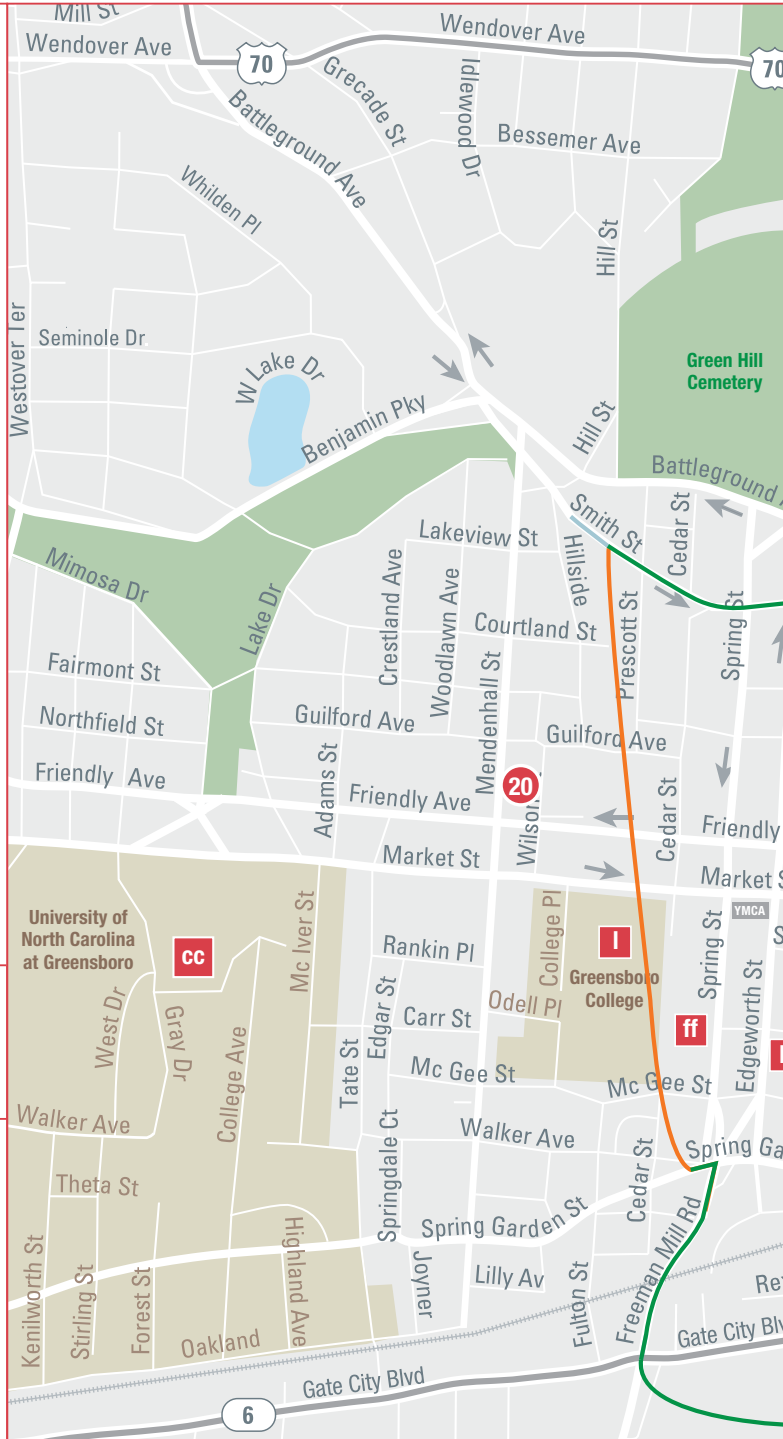 Mill St
Wendover Ave
Wendover Ave
70
70
Grecade St
Idlewood Dr
Battleground Ave
Bessemer Ave
Whilden Pl
Hill St
Westover Ter
Seminole Dr
W Lake Dr
Green Hill
Cemetery
Benjamin Pky
Hill St
Battleground
Smith St
Cedar St
Lakeview St
Hillside
Mimosa Dr
Lake Dr
Crestland Ave
Woodlawn Ave
Courtland St
Prescott St
Spring St
Fairmont St
Mendenhall St
Northfield St
Guilford Ave
Guilford Ave
Friendly Ave
Adams St
Friendly Ave
20
Wilson
Cedar St
Friendly
Market St
Market S
University of
North Carolina
at Greensboro
cc
Mc Iver St
College Pl
I
Greensboro
College
YMCA
Spring St
S
Rankin Pl
Odell Pl
West Dr
Gray Dr
College Ave
Edgar St
Carr St
ff
Edgeworth St
Tate St
Mc Gee St
Mc Gee St
Walker Ave
Walker Ave
Springdale Ct
Cedar St
Spring Ga
Theta St
Spring Garden St
Freeman Mill Rd
Kenilworth St
Stirling St
Forest St
Highland Ave
Joyner
Lilly Av
Fulton St
Re
Oakland
Gate City Blvd
Gate City Blv
6